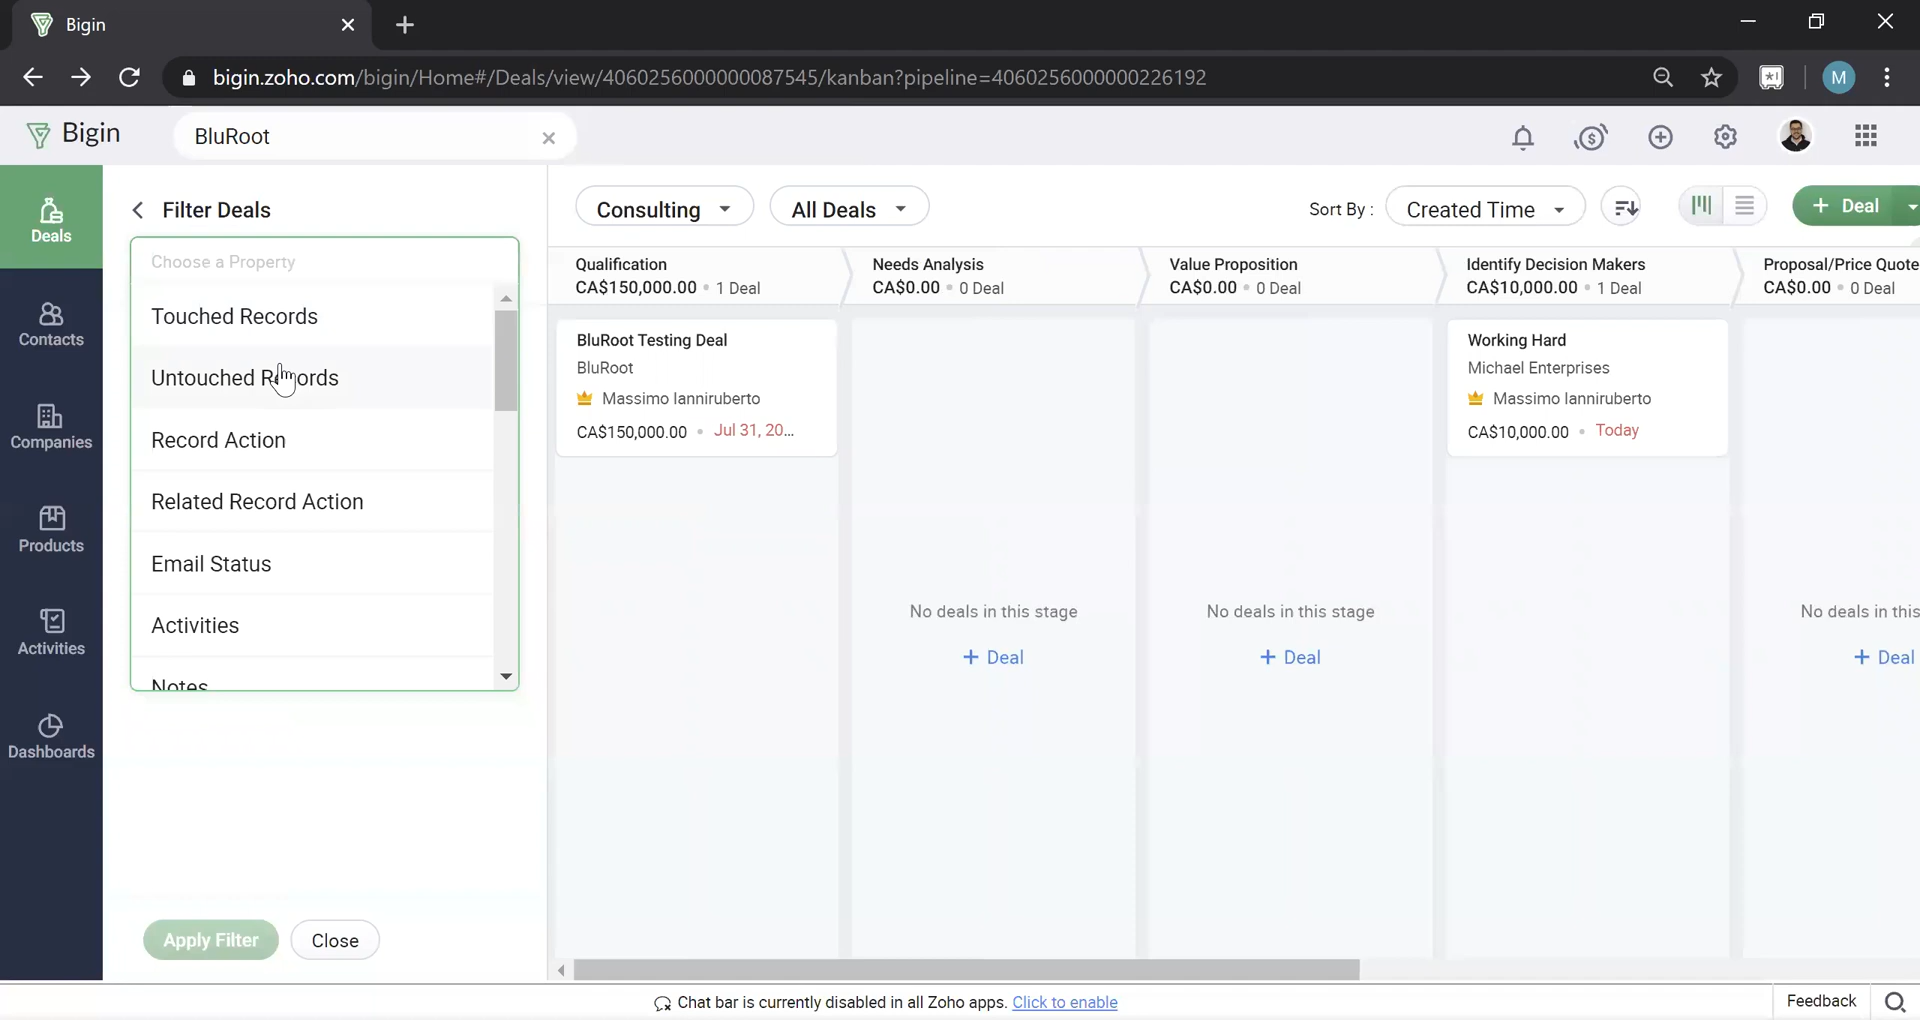 Bigin
bigin.zoho.com/bigin/Home#/Deals/view/4060256000000087545/kanban?pipeline=4060256000000226192
M
Bigin
BluRoot
Deals
Contacts
Companies
Products
Activities
Dashboards
Filter Deals
Choose a Property
Touched Records
Untouched Records
Record Action
Related Record Action
Email Status
Activities
Notes
Apply Filter
Close
Consulting
All Deals
Sort By :
Created Time
+ Deal
Qualification
CA$150,000.00 • 1 Deal
Needs Analysis
CA$0.00 • 0 Deal
Value Proposition
CA$0.00 • 0 Deal
Identify Decision Makers
CA$10,000.00 • 1 Deal
Proposal/Price Quote
CA$0.00 • 0 Deal
BluRoot Testing Deal
BluRoot
Massimo Ianniruberto
CA$150,000.00 • Jul 31, 20...
Working Hard
Michael Enterprises
Massimo Ianniruberto
CA$10,000.00 • Today
No deals in this stage
+ Deal
No deals in this stage
+ Deal
No deals in this
+ Deal
Chat bar is currently disabled in all Zoho apps. Click to enable
Feedback